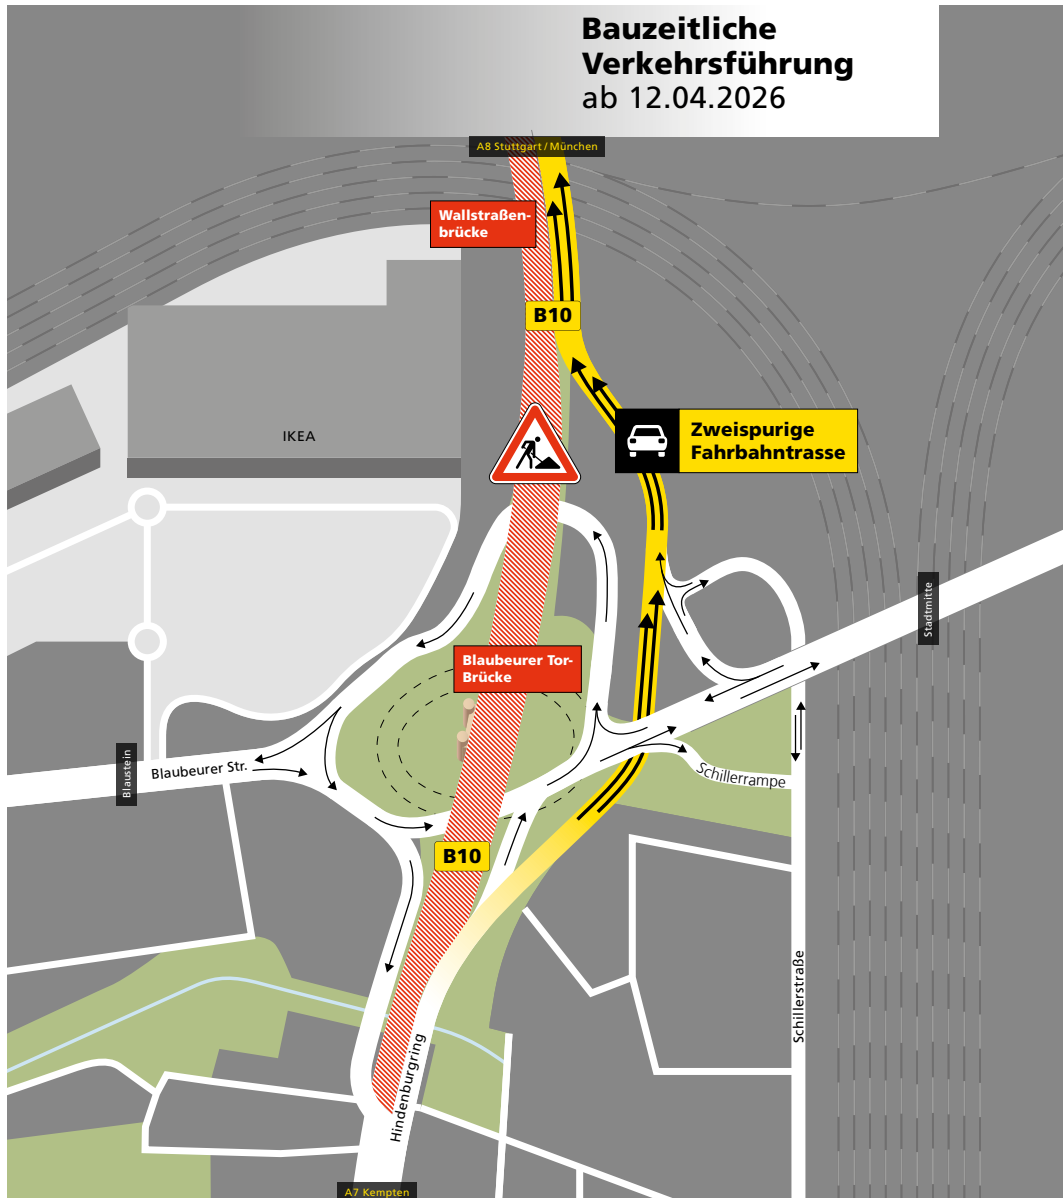 Bauzeitliche
Verkehrsführung
ab 12.04.2026
A8 Stuttgart / München
Wallstraßen-
brücke
B10
Zweispurige
Fahrbahntrasse
IKEA
Stadtmitte
Blaubeurer Tor-
Brücke
Blaustein
Blaubeurer Str.
Schillerrampe
B10
Schillerstraße
Hindenburgring
A7 Kempten